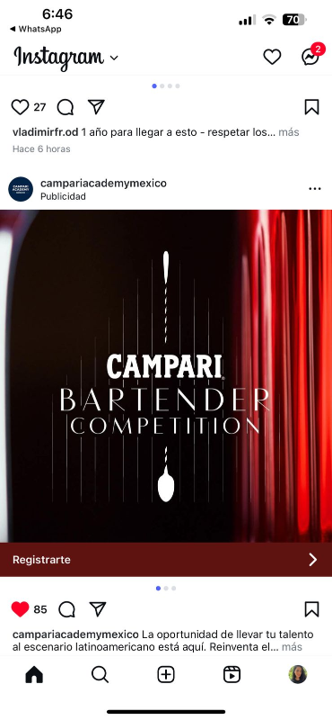 6:46
70
◀ WhatsApp
Instagram
2
27
vladimirfr.od 1 año para llegar a esto - respetar los... más
Hace 6 horas
campariacademymexico
Publicidad
CAMPARI
BARTENDER
COMPETITION
Registrarte
85
campariacademymexico La oportunidad de llevar tu talento
al escenario latinoamericano está aquí. Reinventa el... más